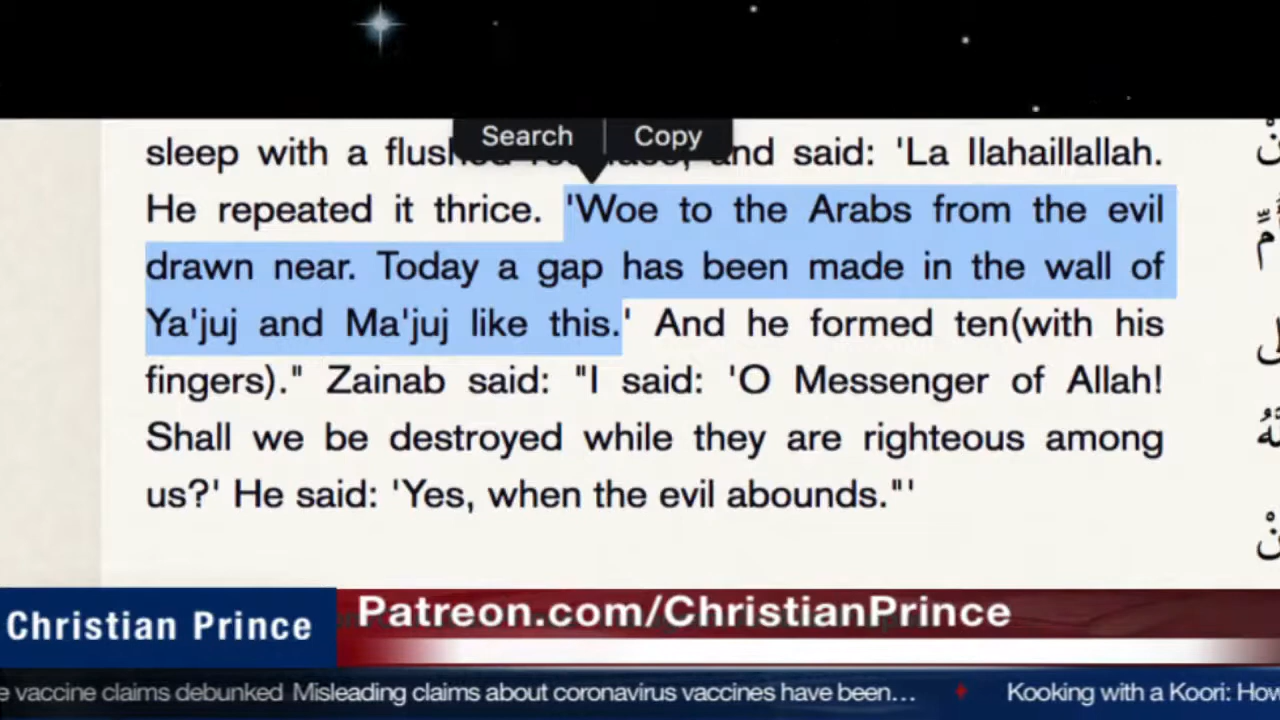 Search Copy
sleep with a and said: 'La Ilahaillallah.
He repeated it thrice. 'Woe to the Arabs from the evil
drawn near. Today a gap has been made in the wall of
Ya'juj and Ma'juj like this.' And he formed ten(with his
fingers)." Zainab said: "I said: 'O Messenger of Allah!
Shall we be destroyed while they are righteous among
us?' He said: 'Yes, when the evil abounds."'
Christian Prince
Patreon.com/ChristianPrince
e vaccine claims debunked Misleading claims about coronavirus vaccines have been... Kooking with a Koori: How